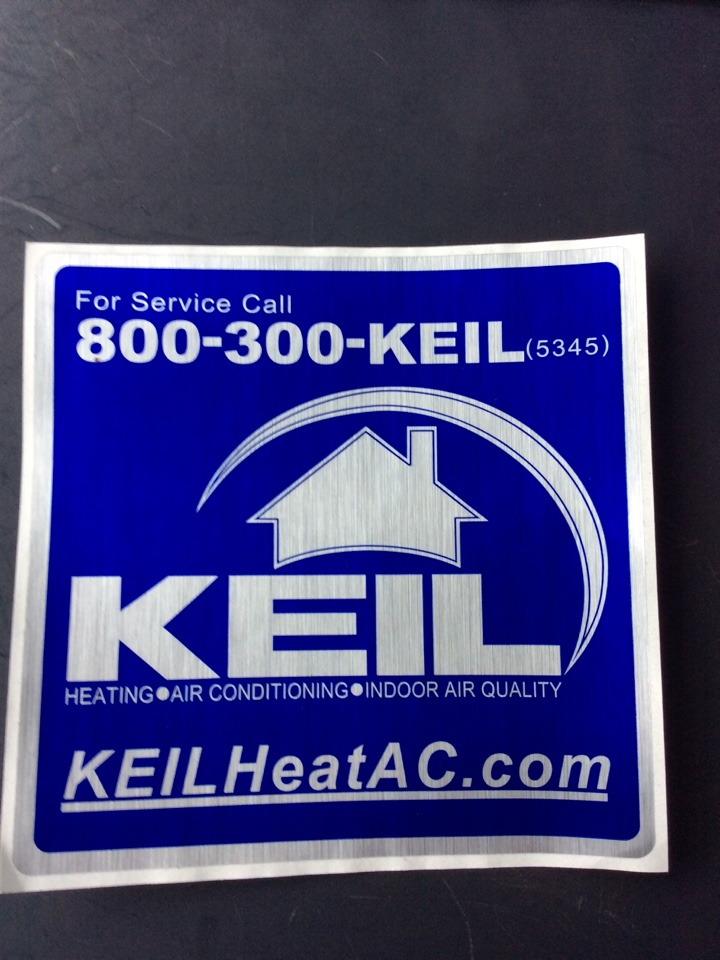 For Service Call
800-300-KEIL(5345)
KEIL
HEATING●AIR CONDITIONING●INDOOR AIR QUALITY
KEILHeatAC.com